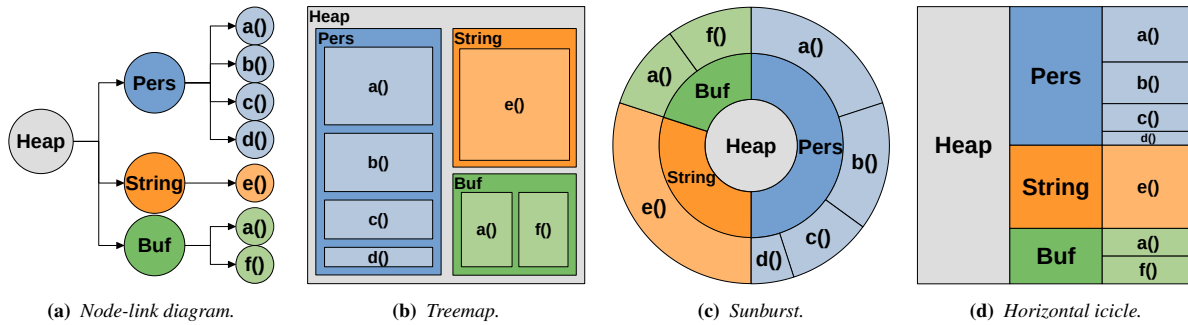 Heap
Pers
String
Buf
a()
b()
c()
d()
e()
a()
f()
(a) Node-link diagram.
Heap
Pers
a()
b()
c()
d()
String
e()
Buf
a()
f()
(b) Treemap.
f()
a()
a()
Buf
Heap
Pers
b()
String
e()
c()
d()
(c) Sunburst.
Heap
Pers
a()
b()
c()
d()
String
e()
Buf
a()
f()
(d) Horizontal icicle.